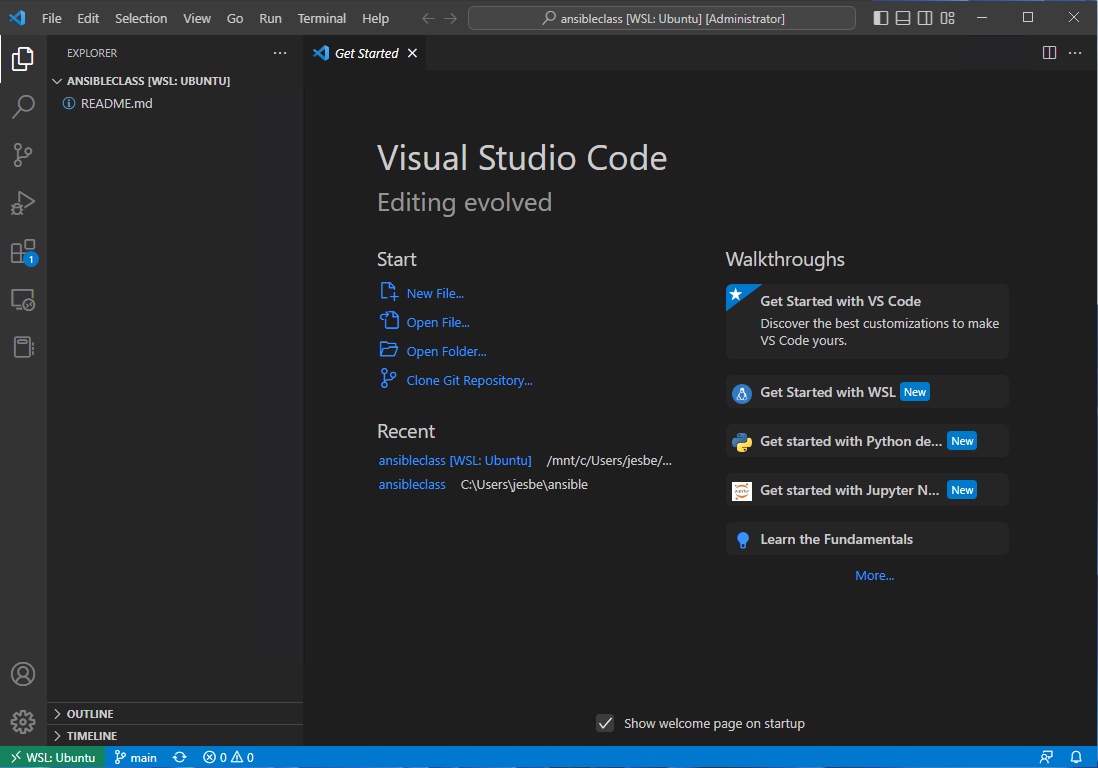 File Edit Selection View Go Run Terminal Help ansibleclass [WSL: Ubuntu] [Administrator]
EXPLORER ···
ANSIBLECLASS [WSL: UBUNTU]
README.md
Get Started
Visual Studio Code
Editing evolved
Start
New File...
Open File...
Open Folder...
Clone Git Repository...
Recent
ansibleclass [WSL: Ubuntu] /mnt/c/Users/jesbe/...
ansibleclass C:\Users\jesbe\ansible
Walkthroughs
Get Started with VS Code
Discover the best customizations to make
VS Code yours.
Get Started with WSL New
Get started with Python de... New
Get started with Jupyter N... New
Learn the Fundamentals
More...
1
OUTLINE
TIMELINE
Show welcome page on startup
WSL: Ubuntu main 0 0